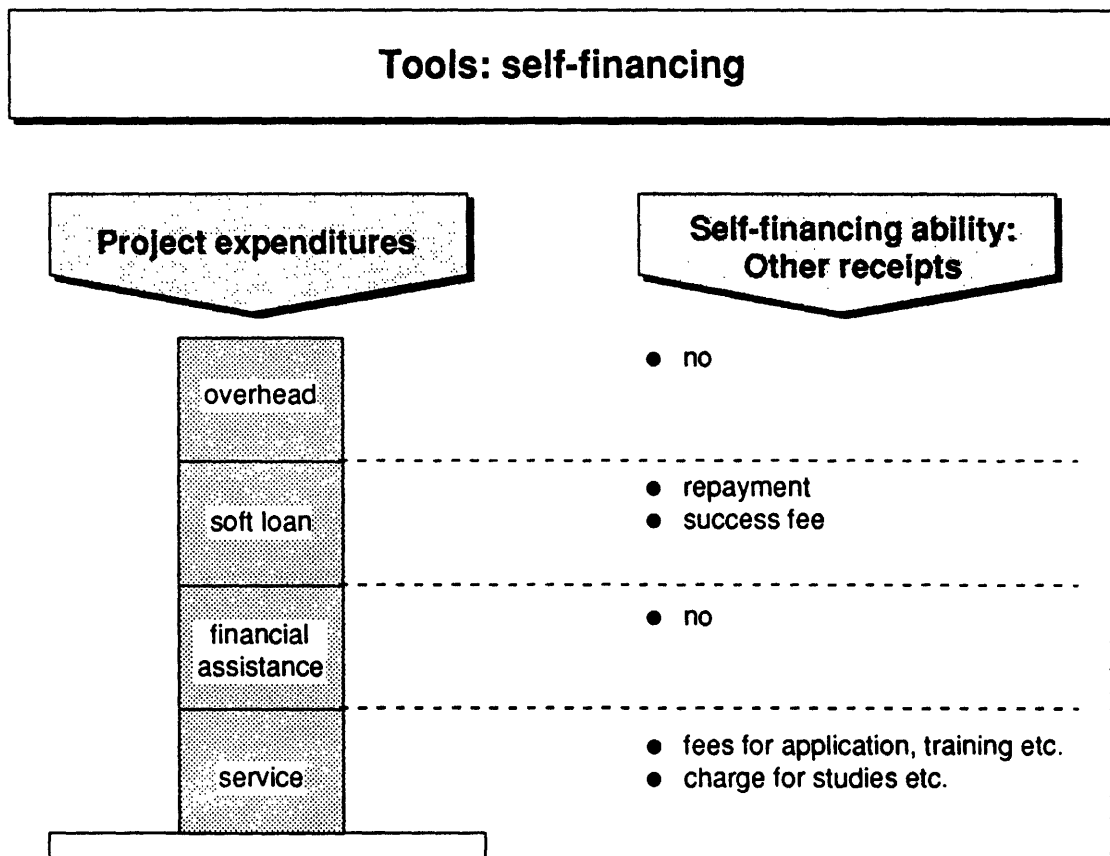 Tools: self-financing
Project expenditures
Self-financing ability:
Other receipts
overhead
● no
soft loan
● repayment
● success fee
financial
assistance
● no
service
● fees for application, training etc.
● charge for studies etc.